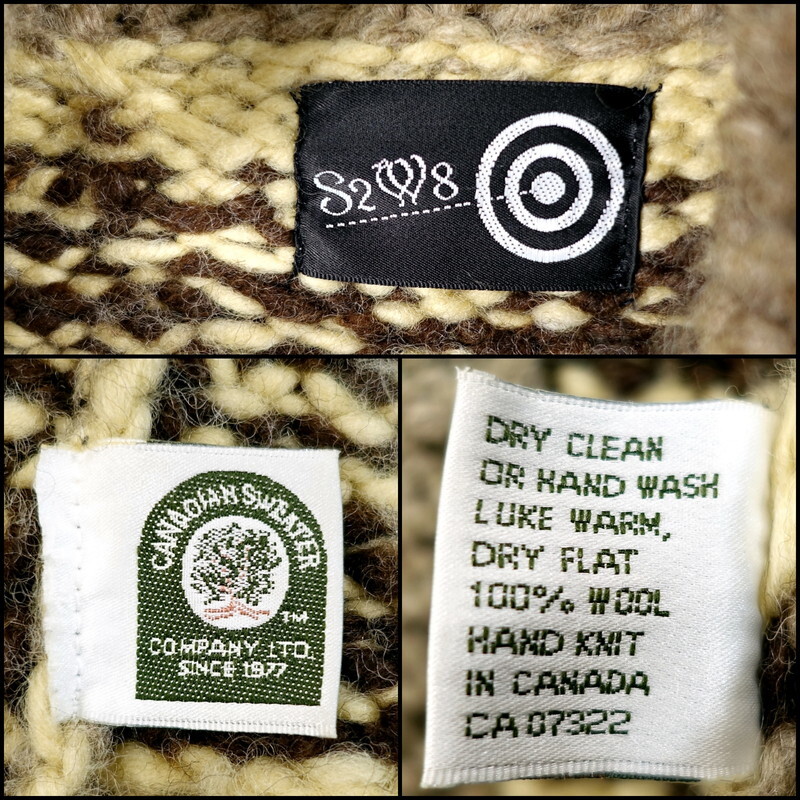 S2W8
CANADIAN SWEATER
TM
COMPANY LTD.
SINCE 1977
DRY CLEAN
OR HAND WASH
LUKE WARM,
DRY FLAT
100% WOOL
HAND KNIT
IN CANADA
CA 07322